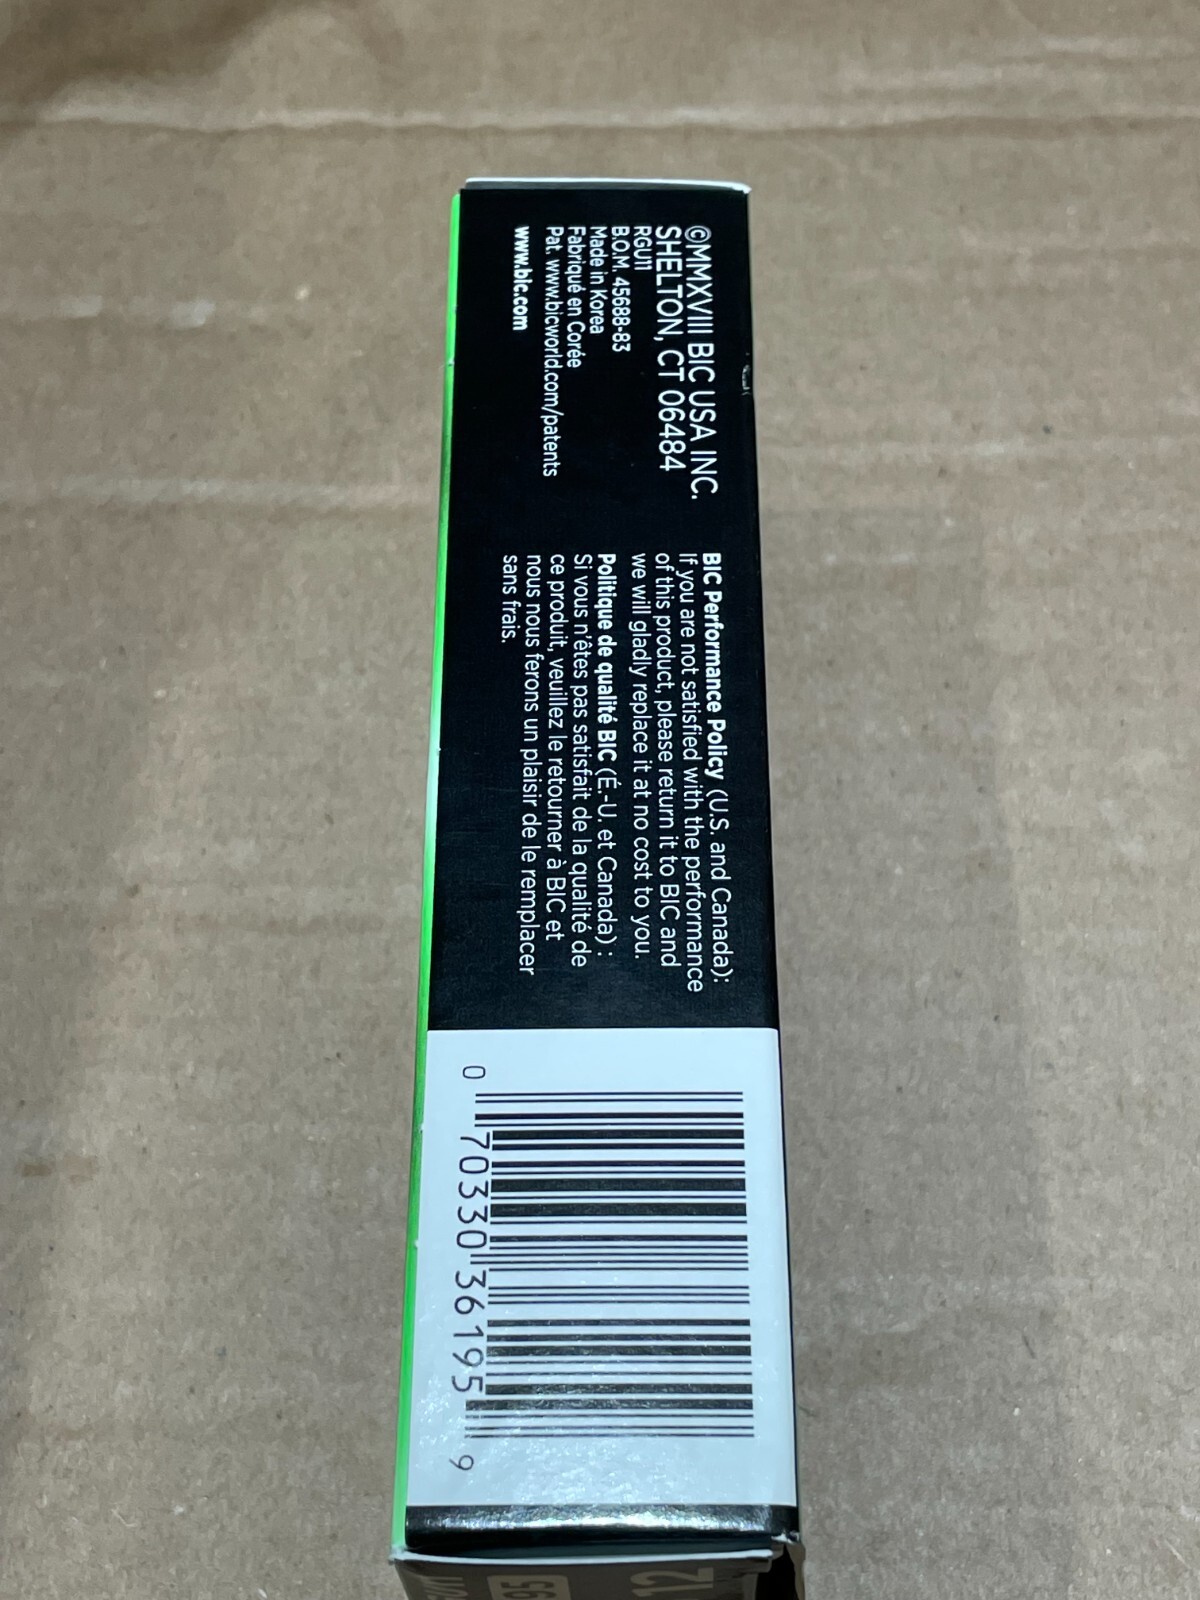 ©MMXVIII BIC USA INC.
SHELTON, CT 06484
RGU11
B.O.M. 45688-83
Made in Korea
Fabriqué en Corée
Pat. www.bicworld.com/patents
www.bic.com
BIC Performance Policy (U.S. and Canada):
If you are not satisfied with the performance
of this product, please return it to BIC and
we will gladly replace it at no cost to you.
Politique de qualité BIC (É.-U. et Canada) :
Si vous n'êtes pas satisfait de la qualité de
ce produit, veuillez le retourner à BIC et
nous nous ferons un plaisir de le remplacer
sans frais.
0 70330 36195 9
12